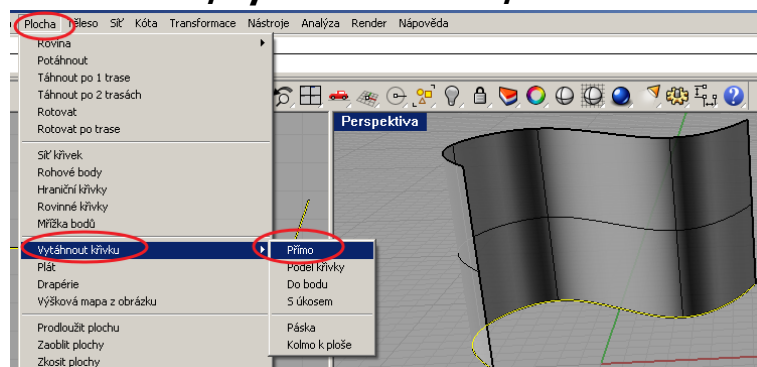 Plocha Těleso Síť Kóta Transformace Nástroje Analýza Render Nápověda
Rovina
Potáhnout
Táhnout po 1 trase
Táhnout po 2 trasách
Rotovat
Rotovat po trase
Síť křivek
Rohové body
Hraniční křivky
Rovinné křivky
Mřížka bodů
Vytáhnout křivku
Plát
Drapérie
Výšková mapa z obrázku
Prodloužit plochu
Zaoblit plochy
Zkosit plochy
Přímo
Podél křivky
Do bodu
S úkosem
Páska
Kolmo k ploše
Perspektiva